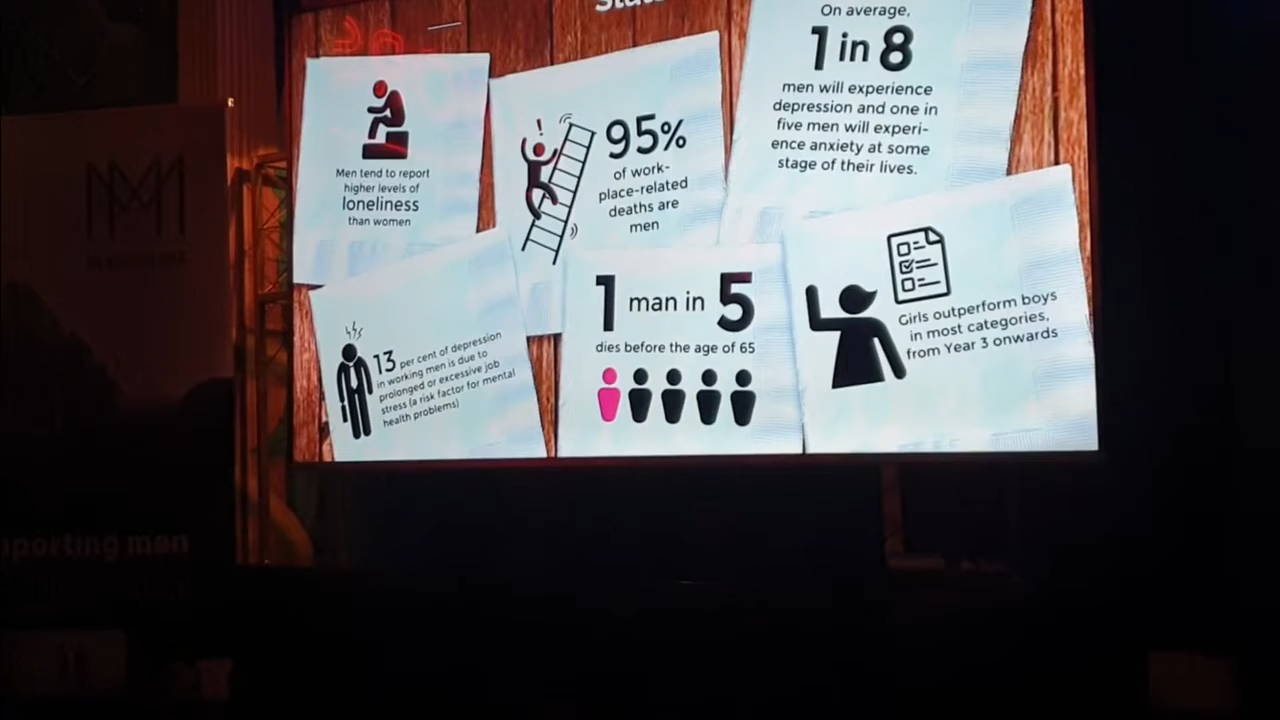 On average,
1 in 8
men will experience
depression and one in
five men will experi-
ence anxiety at some
stage of their lives.
Men tend to report
higher levels of
loneliness
than women
95%
of work-
place-related
deaths are
men
13 per cent of depression
in working men is due to
prolonged or excessive job
stress (a risk factor for mental
health problems)
1 man in 5
dies before the age of 65
Girls outperform boys
in most categories,
from Year 3 onwards
men